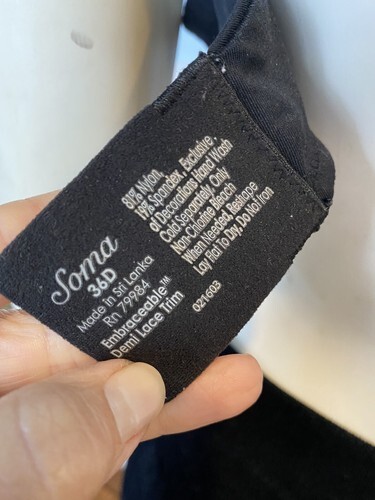 Soma
36D
Made in Sri Lanka
Rn 79984
Embraceable™
Demi Lace Trim
81% Nylon,
19% Spandex, Exclusive
of Decorations Hand Wash
Cold Separately, Only
Non-Chlorine Bleach
When Needed, Reshape
Lay Flat To Dry, Do Not Iron
021603